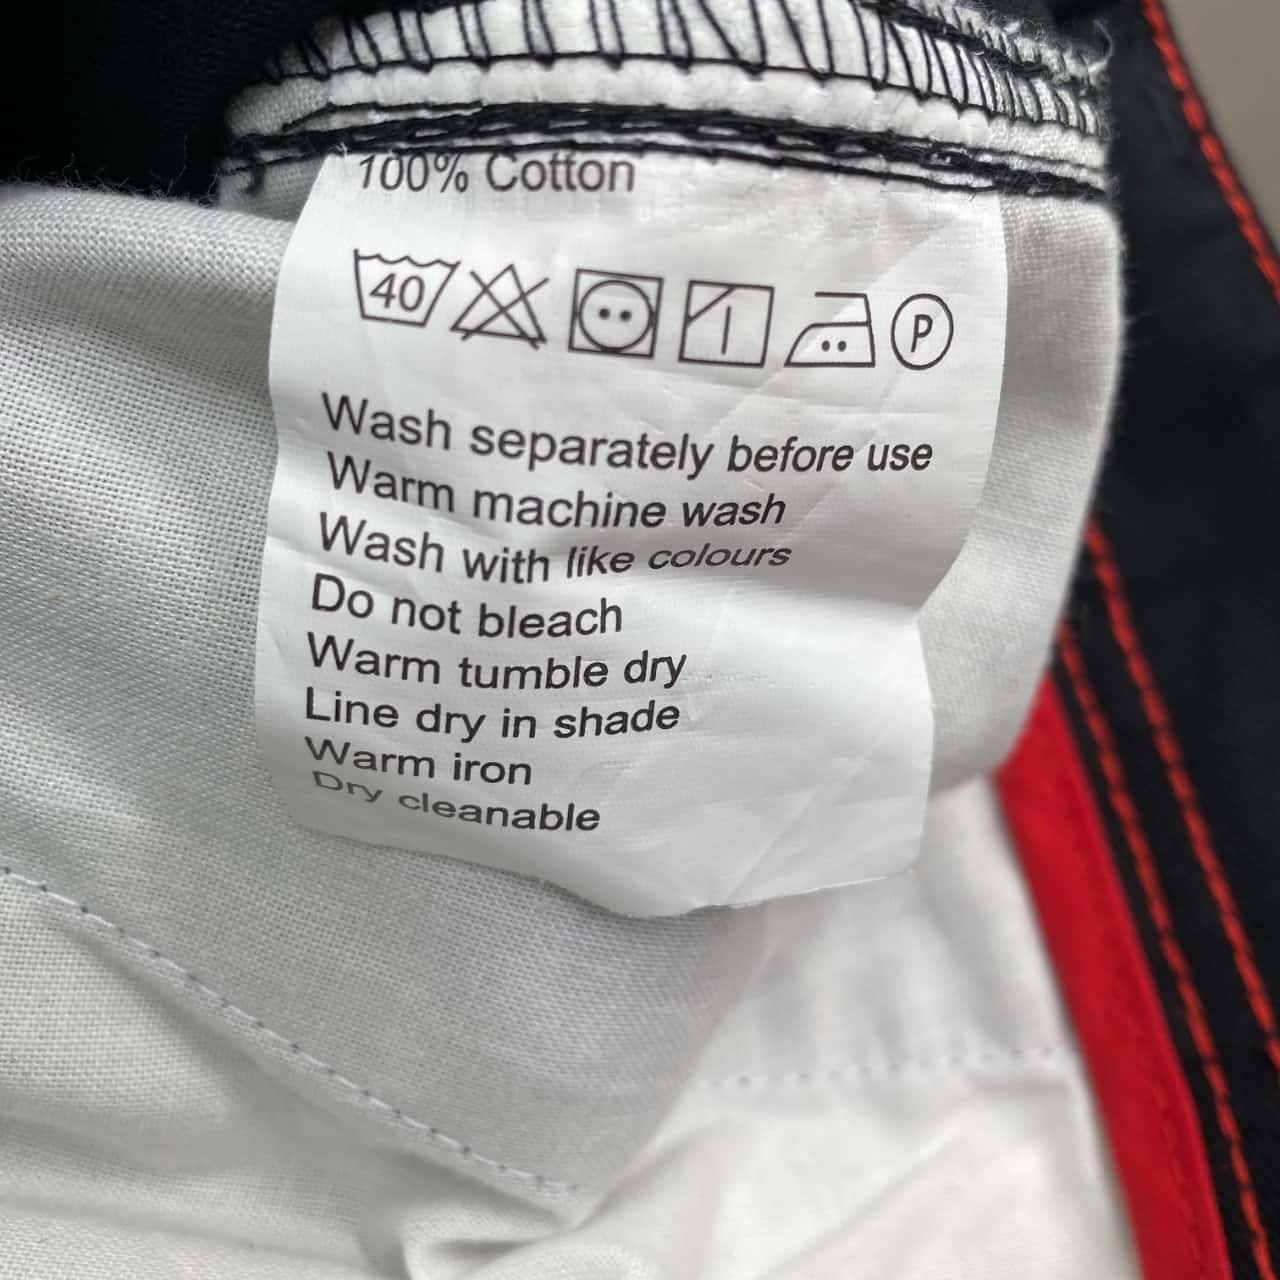 100% Cotton
40 P
Wash separately before use
Warm machine wash
Wash with like colours
Do not bleach
Warm tumble dry
Line dry in shade
Warm iron
Dry cleanable